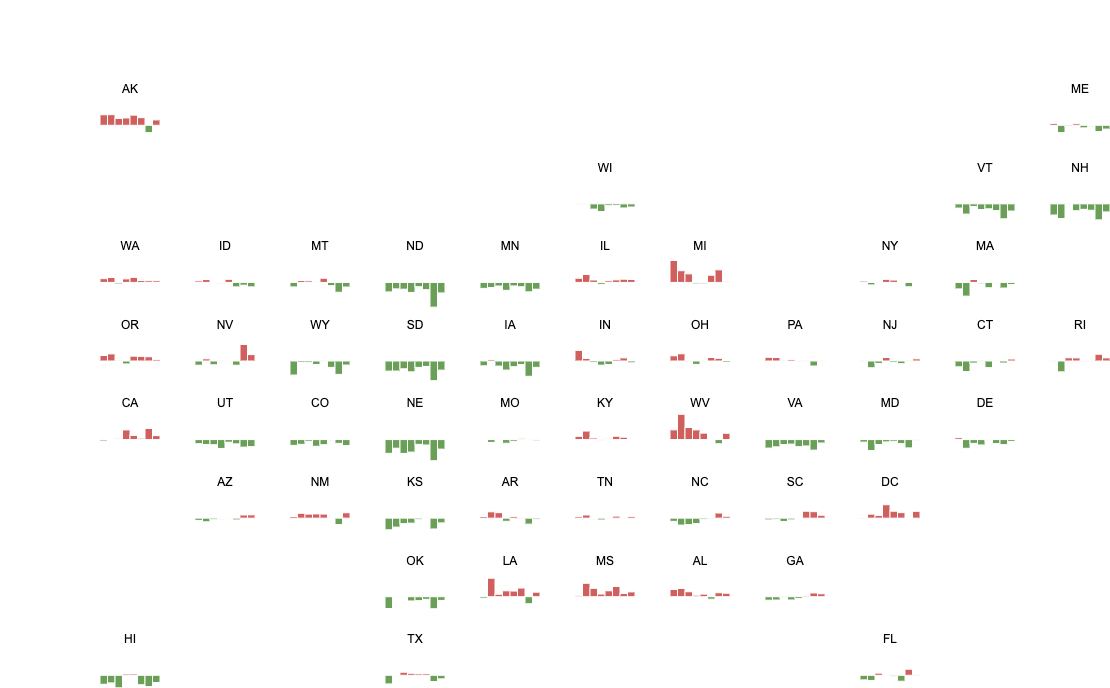 AK ME
WI VT NH
WA ID MT ND MN IL MI NY MA
OR NV WY SD IA IN OH PA NJ CT RI
CA UT CO NE MO KY WV VA MD DE
AZ NM KS AR TN NC SC DC
OK LA MS AL GA
HI TX FL